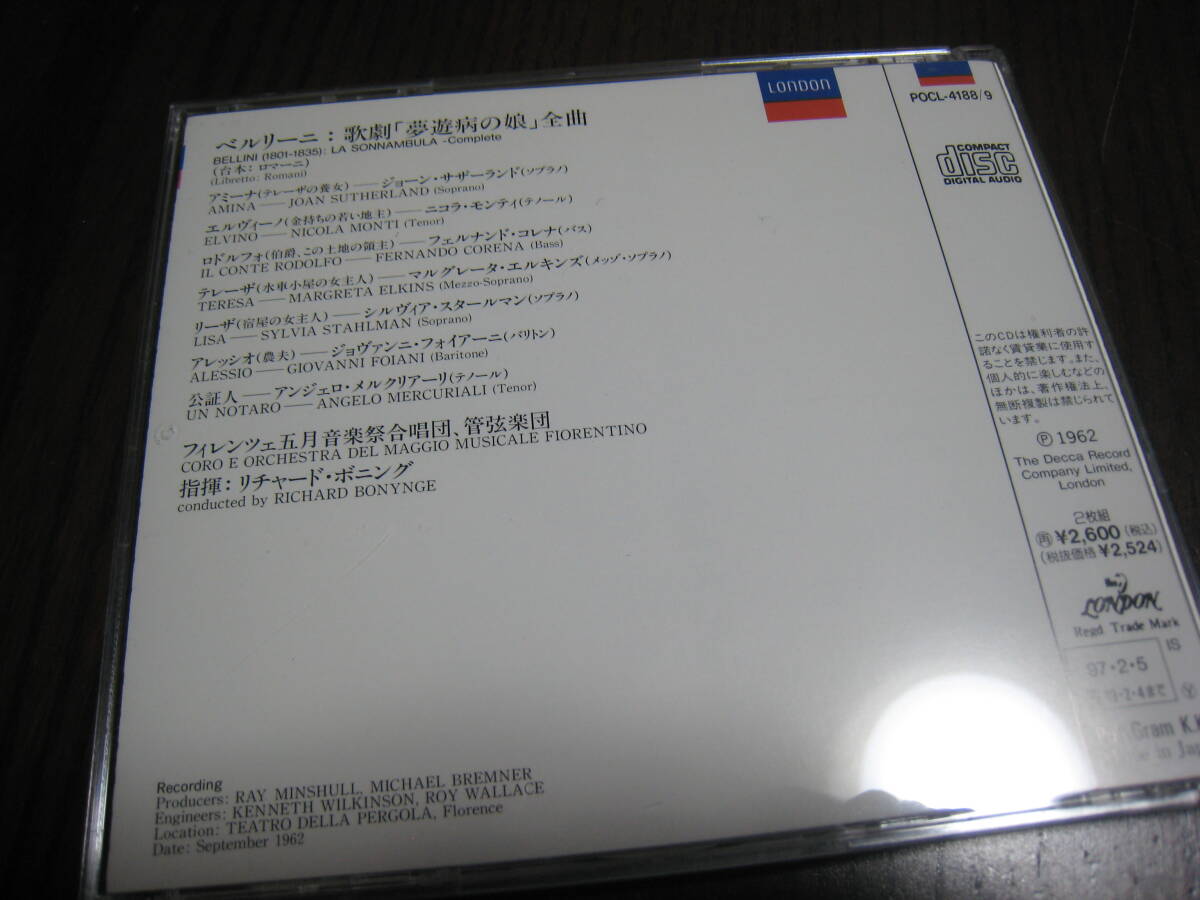 LONDON
ベルリーニ：歌劇「夢遊病の娘」全曲
BELLINI (1801-1835): LA SONNAMBULA -Complete
(台本：ロマーニ)
(Libretto: Romani)
アミーナ(テレーザの養女)――ジョーン・サザーランド(ソプラノ)
AMINA――JOAN SUTHERLAND (Soprano)
エルヴィーノ(金持ちの若い地主)――ニコラ・モンティ(テノール)
ELVINO――NICOLA MONTI (Tenor)
ロドルフォ(伯爵、この土地の領主)――フェルナンド・コレナ(バス)
IL CONTE RODOLFO――FERNANDO CORENA (Bass)
テレーザ(水車小屋の女主人)――マルグレータ・エルキンズ(メッゾ・ソプラノ)
TERESA――MARGRETA ELKINS (Mezzo-Soprano)
リーザ(宿屋の女主人)――シルヴィア・スタールマン(ソプラノ)
LISA――SYLVIA STAHLMAN (Soprano)
アレッシオ(農夫)――ジョヴァンニ・フォイアーニ(バリトン)
ALESSIO――GIOVANNI FOIANI (Baritone)
公証人――アンジェロ・メルクリアーリ(テノール)
UN NOTARO――ANGELO MERCURIALI (Tenor)
フィレンツェ五月音楽祭合唱団、管弦楽団
CORO E ORCHESTRA DEL MAGGIO MUSICALE FIORENTINO
指揮：リチャード・ボニング
conducted by RICHARD BONYNGE
Recording
Producers: RAY MINSHULL, MICHAEL BREMNER
Engineers: KENNETH WILKINSON, ROY WALLACE
Location: TEATRO DELLA PERGOLA, Florence
Date: September 1962
POCL-4188/9
COMPACT
disc
DIGITAL AUDIO
このCDは権利者の許
諾なく賃貸業に使用す
ることを禁じます。また、
個人的に楽しむなどの
ほかは、著作権法上、
無断複製は禁じられて
います。
Ⓟ 1962
The Decca Record
Company Limited,
London
2枚組
㊢¥2,600 (税込)
(税抜価格¥2,524)
LONDON
Regd Trade Mark
IS
97・2・5
・2・4まで
Ⓨ
Gram K.K
in Jap